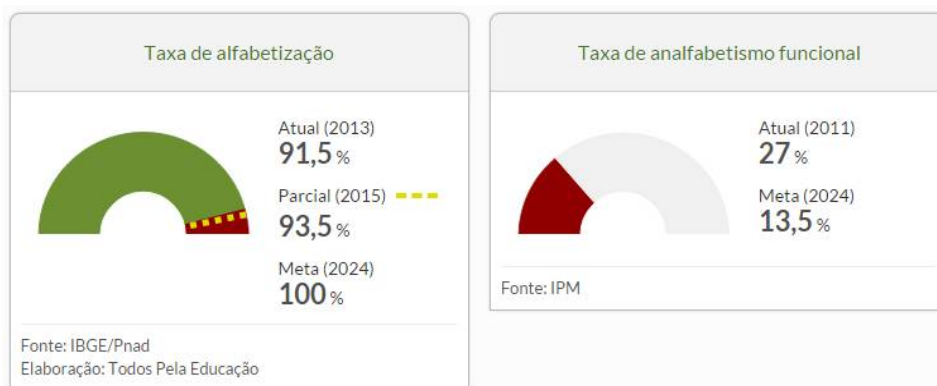 Taxa de alfabetização
Atual (2013)
91,5 %
Parcial (2015)
93,5 %
Meta (2024)
100 %
Fonte: IBGE/Pnad
Elaboração: Todos Pela Educação
Taxa de analfabetismo funcional
Atual (2011)
27 %
Meta (2024)
13,5 %
Fonte: IPM